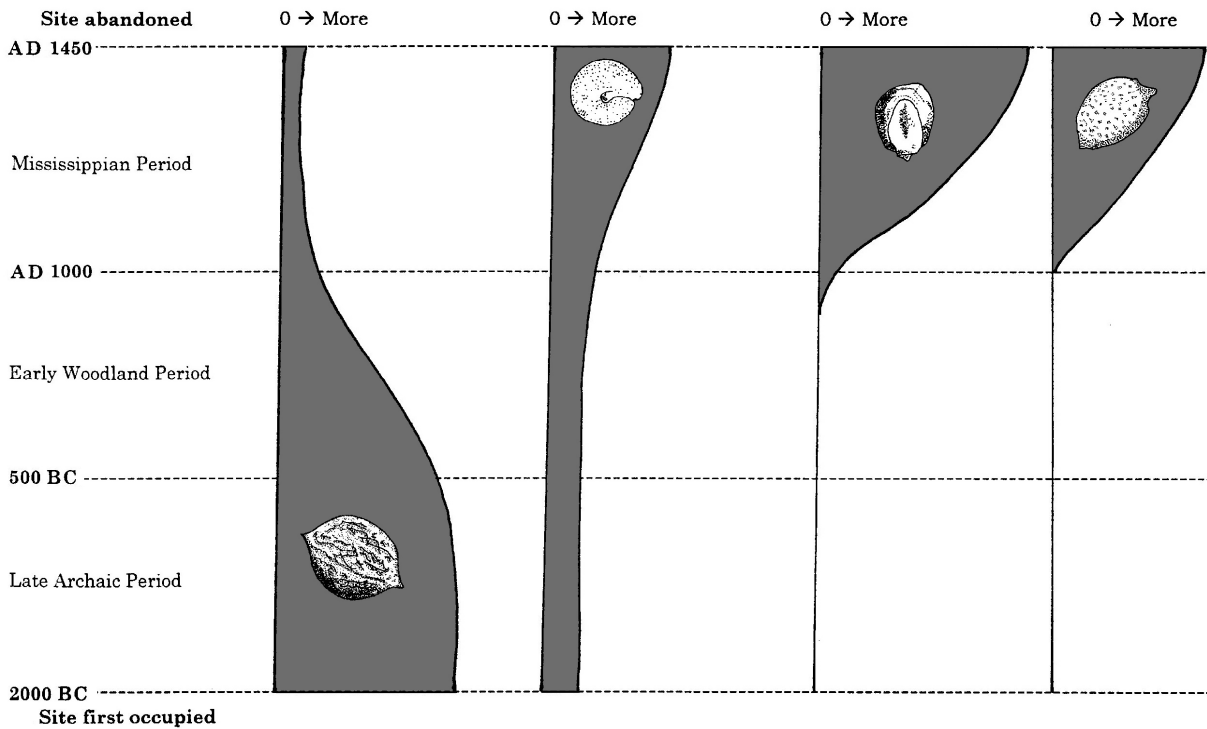 Site abandoned
0 → More
0 → More
0 → More
0 → More
AD 1450
Mississippian Period
AD 1000
Early Woodland Period
500 BC
Late Archaic Period
2000 BC
Site first occupied